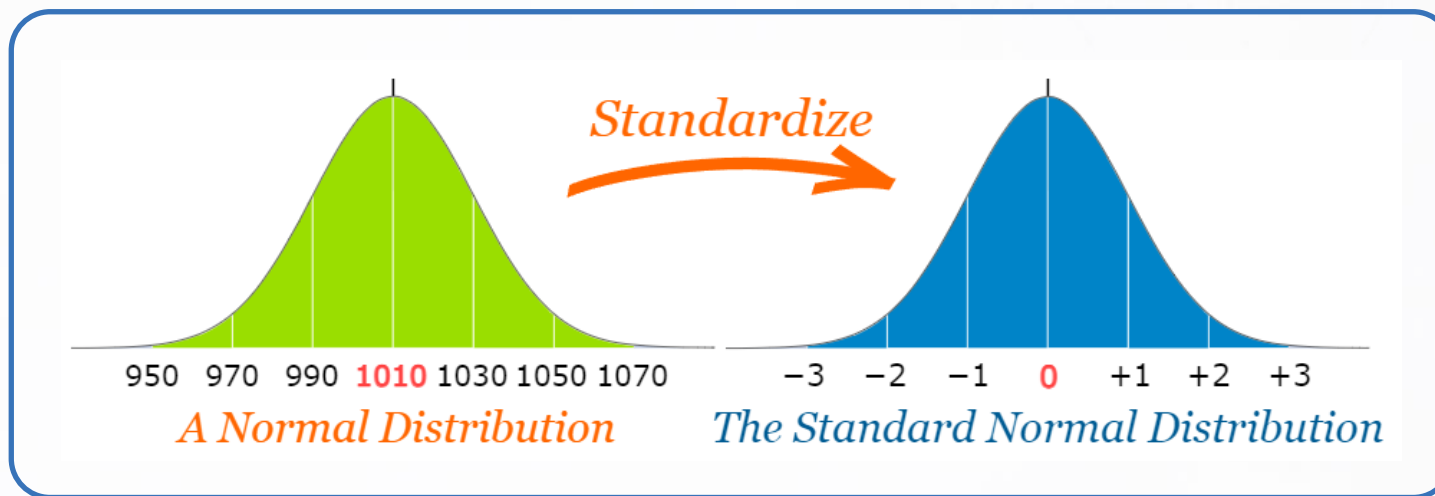 Standardize
950 970 990 1010 1030 1050 1070
−3 −2 −1 0 +1 +2 +3
A Normal Distribution
The Standard Normal Distribution